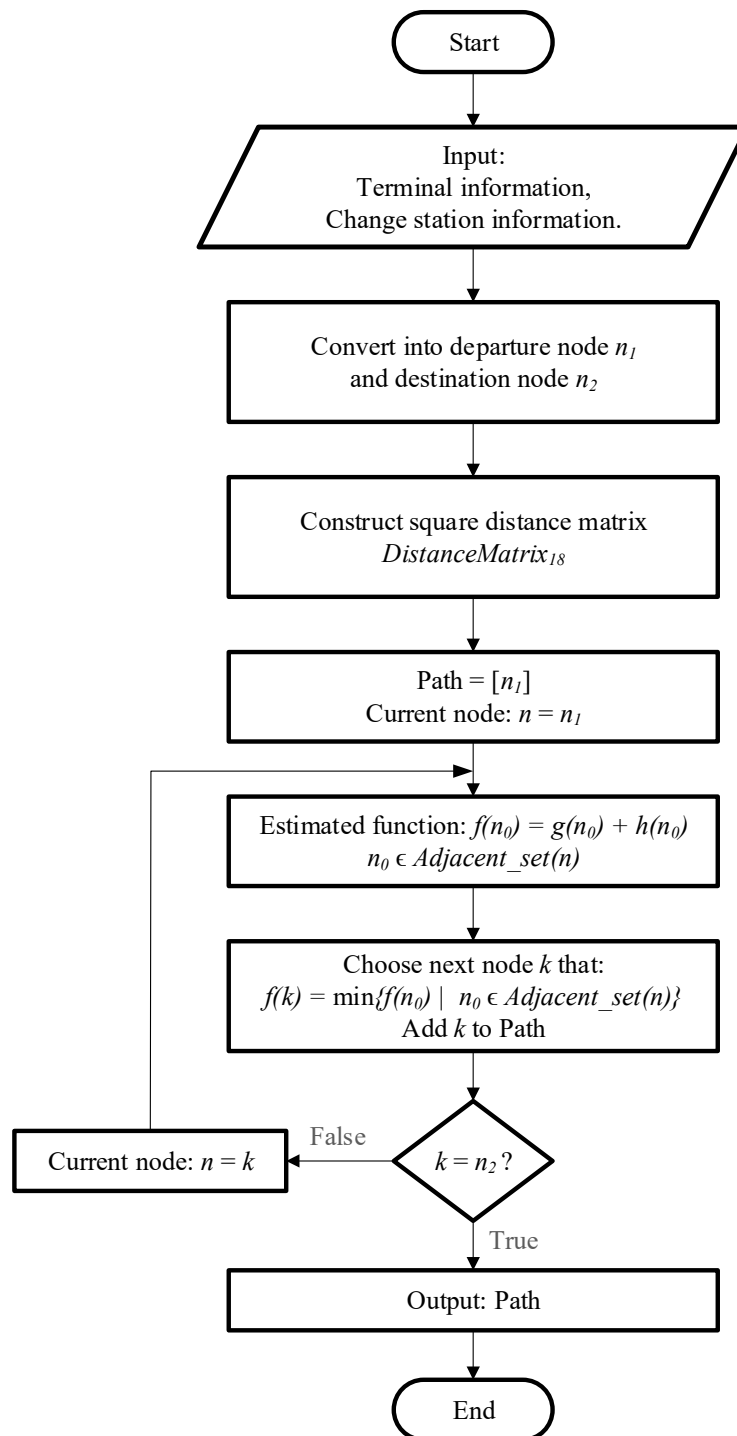 Start
Input:
Terminal information,
Change station information.
Convert into departure node n₁
and destination node n₂
Construct square distance matrix
DistanceMatrix₁₈
Path = [n₁]
Current node: n = n₁
Estimated function: f(n₀) = g(n₀) + h(n₀)
n₀ ϵ Adjacent_set(n)
Choose next node k that:
f(k) = min{f(n₀) | n₀ ϵ Adjacent_set(n)}
Add k to Path
False
Current node: n = k
k = n₂ ?
True
Output: Path
End